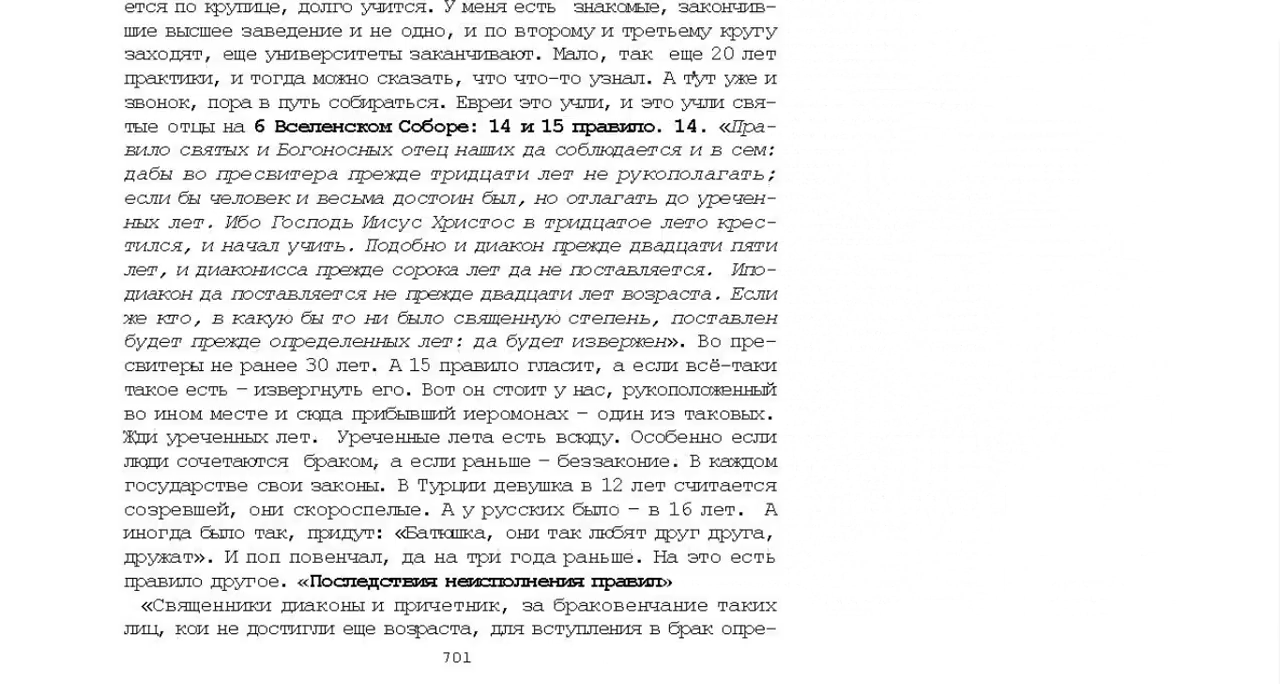 ется по крупице, долго учится. У меня есть знакомые, закончив-
шие высшее заведение и не одно, и по второму и третьему кругу
заходят, еще университеты заканчивают. Мало, так еще 20 лет
практики, и тогда можно сказать, что что-то узнал. А тут уже и
звонок, пора в путь собираться. Евреи это учли, и это учли свя-
тые отцы на 6 Вселенском Соборе: 14 и 15 правило. 14. «Пра-
вило святых и Богоносных отец наших да соблюдается и в сем:
дабы во пресвитера прежде тридцати лет не рукополагать;
если бы человек и весьма достоин был, но отлагать до уречен-
ных лет. Ибо Господь Иисус Христос в тридцатое лето крес-
тился, и начал учить. Подобно и диакон прежде двадцати пяти
лет, и диаконисса прежде сорока лет да не поставляется. Ипо-
диакон да поставляется не прежде двадцати лет возраста. Если
же кто, в какую бы то ни было священную степень, поставлен
будет прежде определенных лет: да будет извержен». Во пре-
свитеры не ранее 30 лет. А 15 правило гласит, а если всё-таки
такое есть - извергнуть его. Вот он стоит у нас, рукоположенный
во ином месте и сюда прибывший иеромонах - один из таковых.
Жди уреченных лет. Уреченные лета есть всюду. Особенно если
люди сочетаются браком, а если раньше - беззаконие. В каждом
государстве свои законы. В Турции девушка в 12 лет считается
созревшей, они скороспелые. А у русских было - в 16 лет. А
иногда было так, придут: «Батюшка, они так любят друг друга,
дружат». И поп повенчал, да на три года раньше. На это есть
правило другое. «Последствия неисполнения правил»
«Священники диаконы и причетник, за браковенчание таких
лиц, кои не достигли еще возраста, для вступления в брак опре-
701